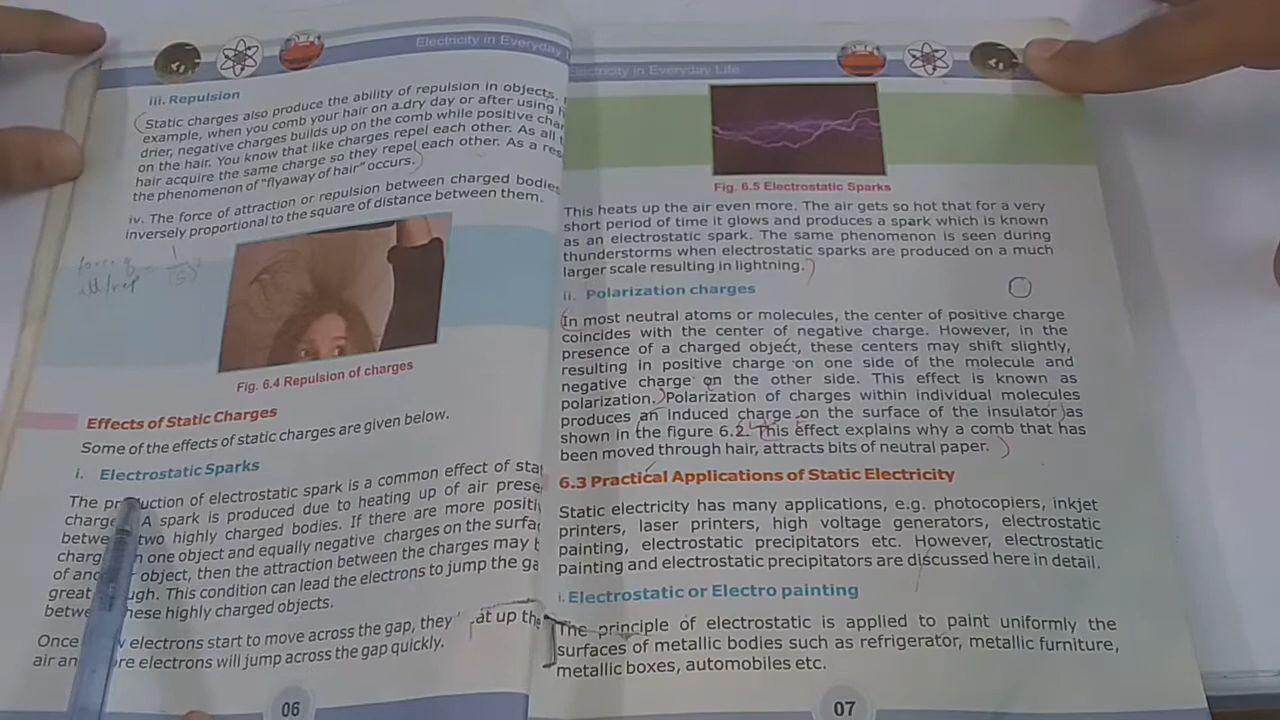 Electricity in Everyday
iii. Repulsion
Static charges also produce the ability of repulsion in objects.
example, when you comb your hair on a dry day or after using
drier, negative charges builds up on the comb while positive
on the hair. You know that like charges repel each other. As all
hair acquire the same charge so they repel each other. As a
the phenomenon of "flyaway of hair" occurs.
iv. The force of attraction or repulsion between charged
inversely proportional to the square of distance between them.
force of
att/rep
Fig. 6.4 Repulsion of charges
Effects of Static Charges
Some of the effects of static charges are given below.
i. Electrostatic Sparks
The production of electrostatic spark is a common effect of
A spark is produced due to heating up of air
two highly charged bodies. If there are more
one object and equally negative charges on the
of object, then the attraction between the charges may
great This condition can lead the electrons to jump the
these highly charged objects.
Once electrons start to move across the gap, they at up the
air an electrons will jump across the gap quickly.
06
Electricity in Everyday Life
Fig. 6.5 Electrostatic Sparks
This heats up the air even more. The air gets so hot that for a very
short period of time it glows and produces a spark which is known
as an electrostatic spark. The same phenomenon is seen during
thunderstorms when electrostatic sparks are produced on a much
larger scale resulting in lightning.
ii. Polarization charges
In most neutral atoms or molecules, the center of positive charge
coincides with the center of negative charge. However, in the
presence of a charged object, these centers may shift slightly,
resulting in positive charge on one side of the molecule and
negative charge on the other side. This effect is known as
polarization. Polarization of charges within individual molecules
produces an induced charge on the surface of the insulator as
shown in the figure 6.2. This effect explains why a comb that has
been moved through hair, attracts bits of neutral paper.
6.3 Practical Applications of Static Electricity
Static electricity has many applications, e.g. photocopiers, inkjet
printers, laser printers, high voltage generators, electrostatic
painting, electrostatic precipitators etc. However, electrostatic
painting and electrostatic precipitators are discussed here in detail.
i. Electrostatic or Electro painting
The principle of electrostatic is applied to paint uniformly the
surfaces of metallic bodies such as refrigerator, metallic furniture,
metallic boxes, automobiles etc.
07